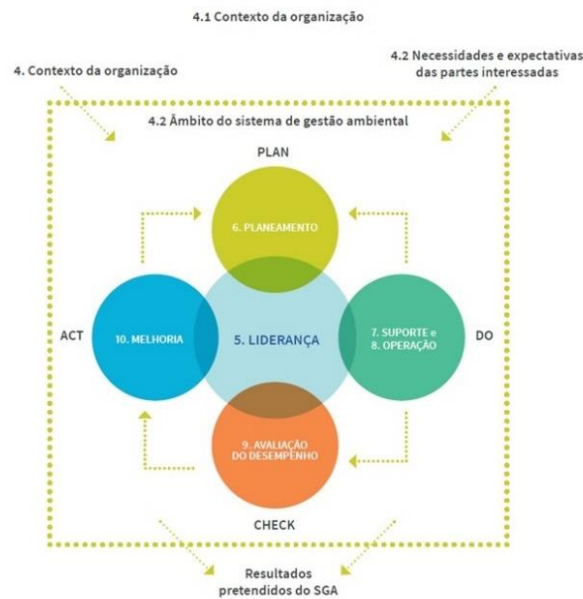 4.1 Contexto da organização
4. Contexto da organização
4.2 Necessidades e expectativas
das partes interessadas
4.2 Âmbito do sistema de gestão ambiental
PLAN
6. PLANEAMENTO
ACT
10. MELHORIA
5. LIDERANÇA
7. SUPORTE e
8. OPERAÇÃO
DO
9. AVALIAÇÃO
DO DESEMPENHO
CHECK
Resultados
pretendidos do SGA